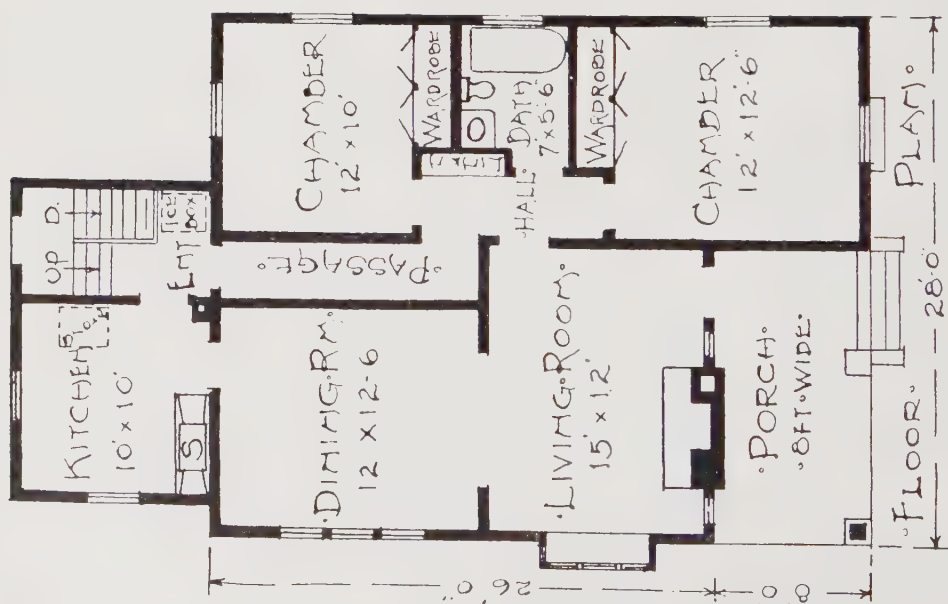 UP
D.
ICE
BOX
ENT
KITCHEN
10' x 10'
STOVE
S
PASSAGE
CHAMBER
12' x 10'
WARDROBE
BATH
7 x 5'6"
HALL
WARDROBE
CHAMBER
12' x 12'-6"
DINING RM.
12 x 12-6
LIVING ROOM
15' x 12'
PORCH
8 FT. WIDE
26'0"
8 0
28'-0"
FLOOR PLAN